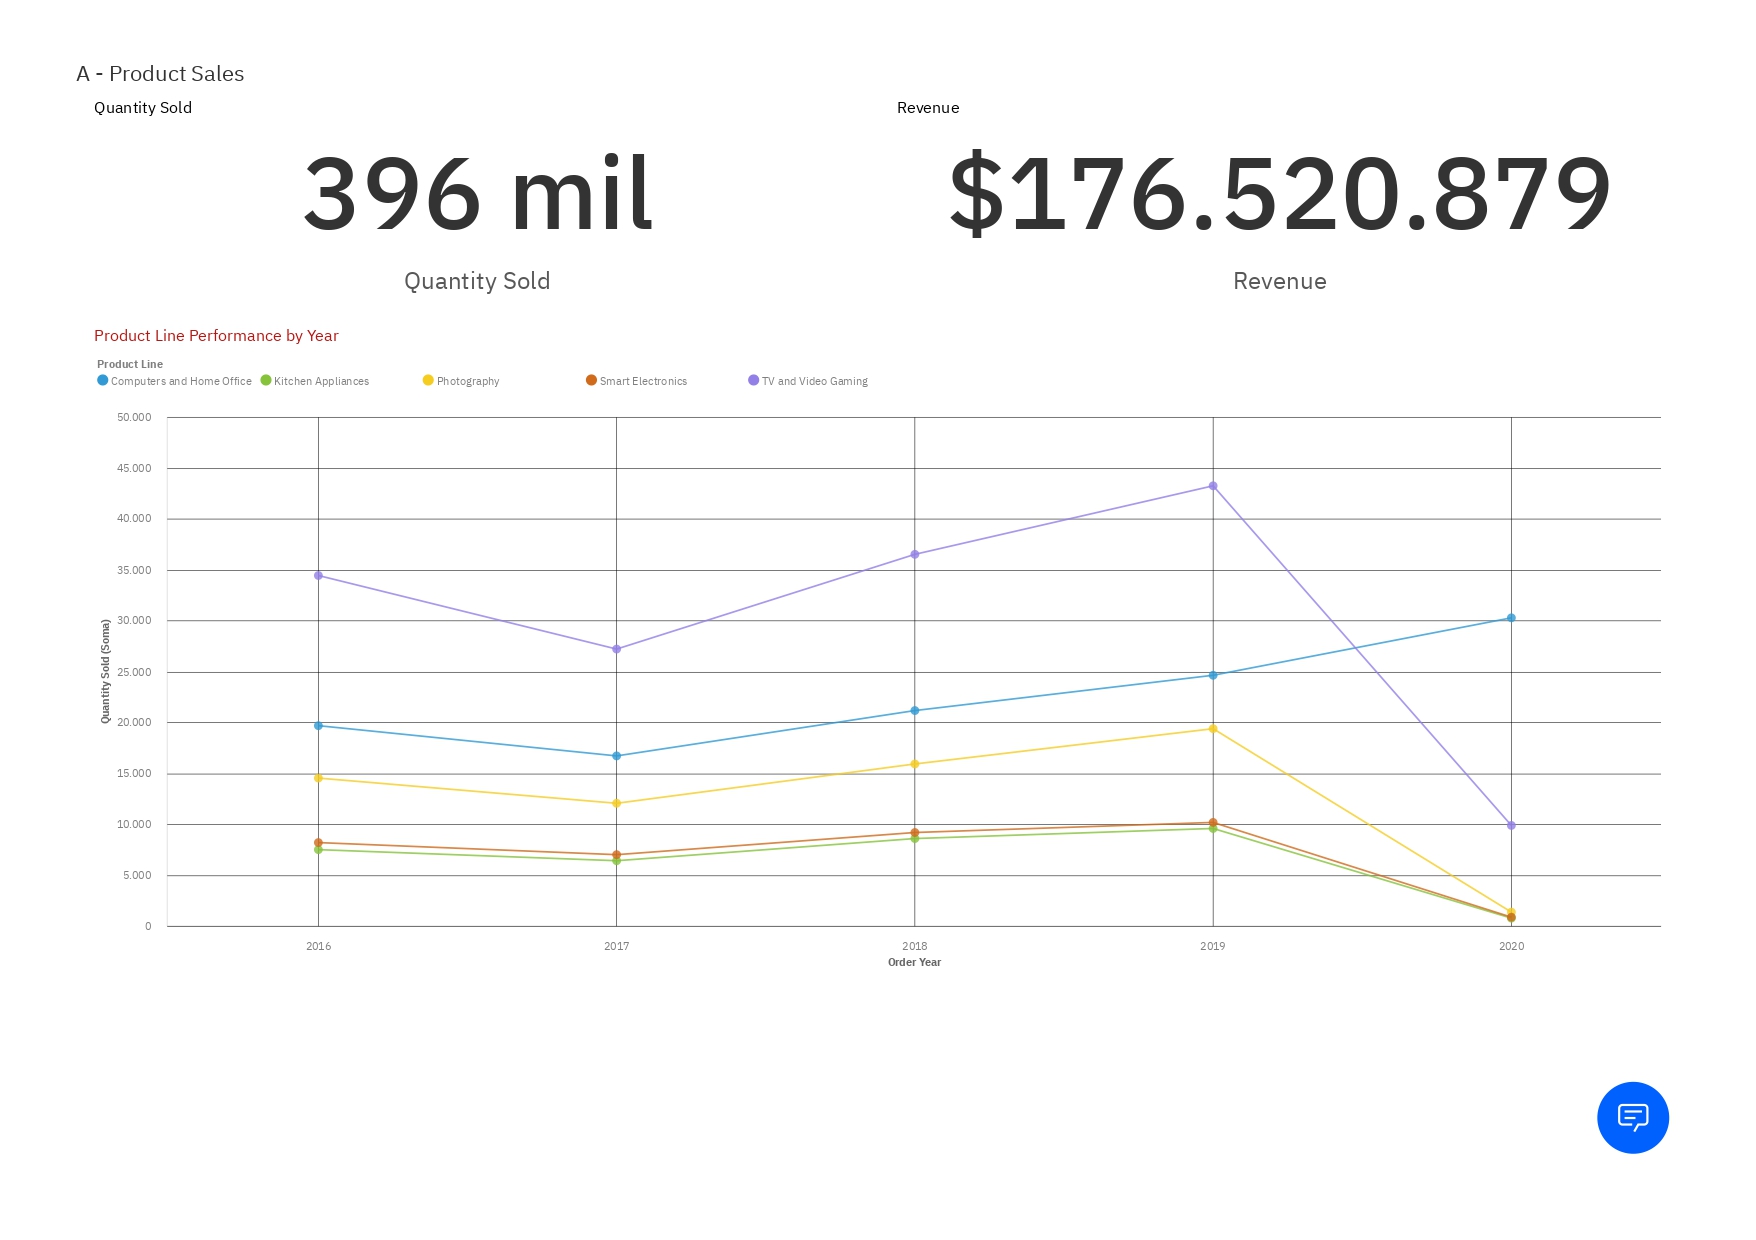 A - Product Sales
Quantity Sold
Revenue
396 mil
$176.520.879
Quantity Sold
Revenue
Product Line Performance by Year
Product Line
Computers and Home Office Kitchen Appliances Photography Smart Electronics TV and Video Gaming
50.000
45.000
40.000
35.000
30.000
25.000
20.000
15.000
10.000
5.000
0
Quantity Sold (Soma)
2016 2017 2018 2019 2020
Order Year